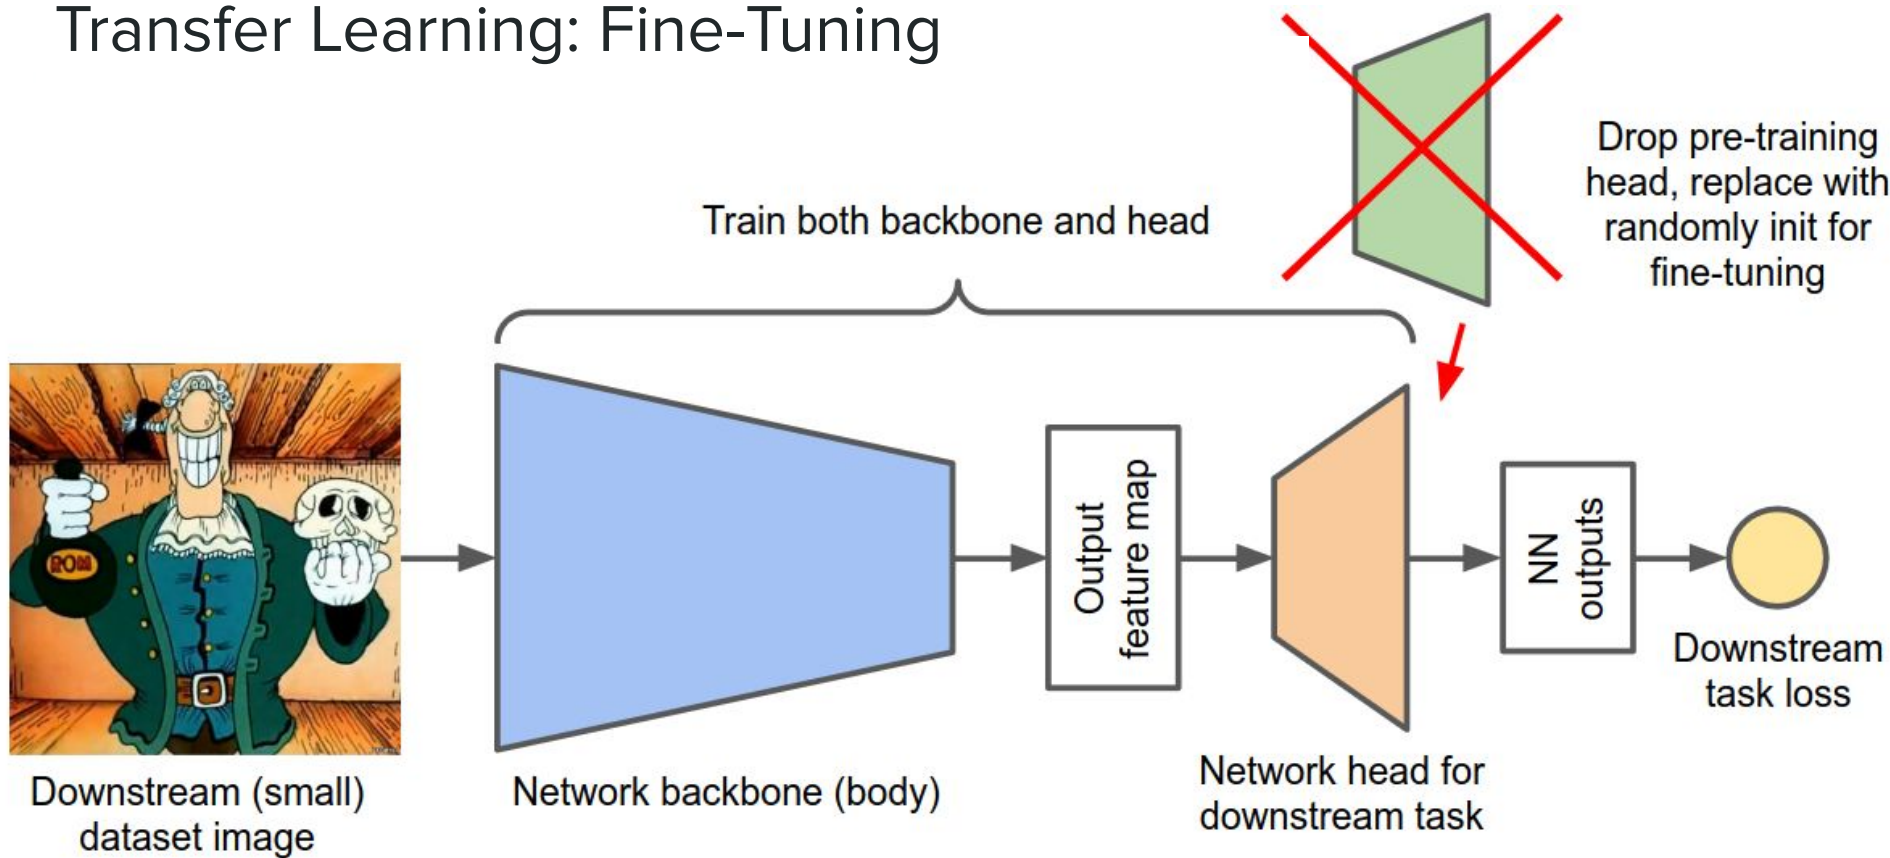 Transfer Learning: Fine-Tuning
Drop pre-training
head, replace with
randomly init for
fine-tuning
Train both backbone and head
ROM
Output
feature map
NN
outputs
Downstream
task loss
Downstream (small)
dataset image
Network backbone (body)
Network head for
downstream task